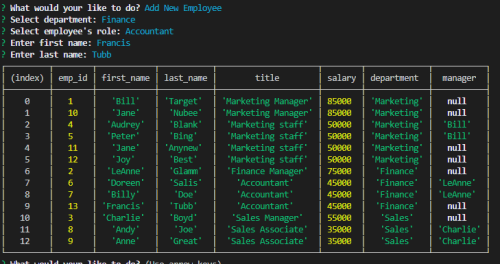 ? What would your like to do? Add New Employee
? Select department: Finance
? Select employee's role: Accountant
? Enter first name: Francis
? Enter last name: Tubb
(index) emp_id first_name last_name title salary department manager
0 1 'Bill' 'Target' 'Marketing Manager' 85000 'Marketing' null
1 10 'Jane' 'Nubee' 'Marketing Manager' 85000 'Marketing' null
2 4 'Audrey' 'Blank' 'Marketing staff' 50000 'Marketing' 'Bill'
3 5 'Peter' 'Bing' 'Marketing staff' 50000 'Marketing' 'Bill'
4 11 'Jane' 'Anynew' 'Marketing staff' 50000 'Marketing' null
5 12 'Joy' 'Best' 'Marketing staff' 50000 'Marketing' null
6 2 'LeAnne' 'Glamm' 'Finance Manager' 75000 'Finance' null
7 6 'Doreen' 'Salis' 'Accountant' 45000 'Finance' 'LeAnne'
8 7 'Billy' 'Doe' 'Accountant' 45000 'Finance' 'LeAnne'
9 13 'Francis' 'Tubb' 'Accountant' 45000 'Finance' null
10 3 'Charlie' 'Boyd' 'Sales Manager' 55000 'Sales' null
11 8 'Andy' 'Joe' 'Sales Associate' 35000 'Sales' 'Charlie'
12 9 'Anne' 'Great' 'Sales Associate' 35000 'Sales' 'Charlie'
? What would your like to do? (Use arrow keys)